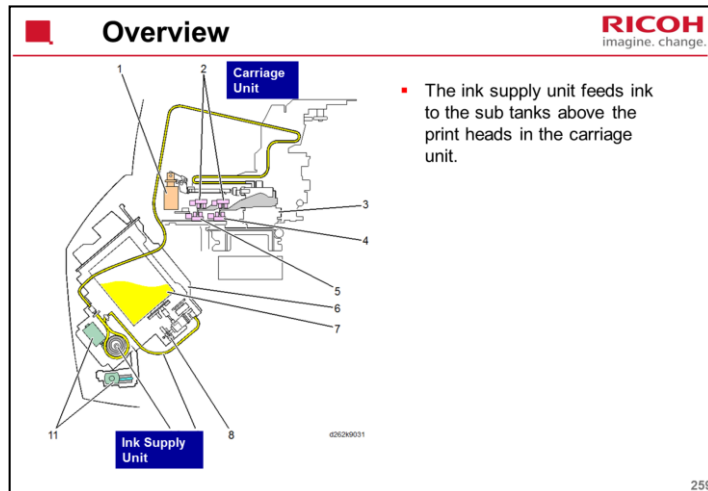 Overview
RICOH
imagine. change.
1
2
Carriage
Unit
▪ The ink supply unit feeds ink
to the sub tanks above the
print heads in the carriage
unit.
3
4
5
6
7
11
Ink Supply
Unit
8
d262k9031
259